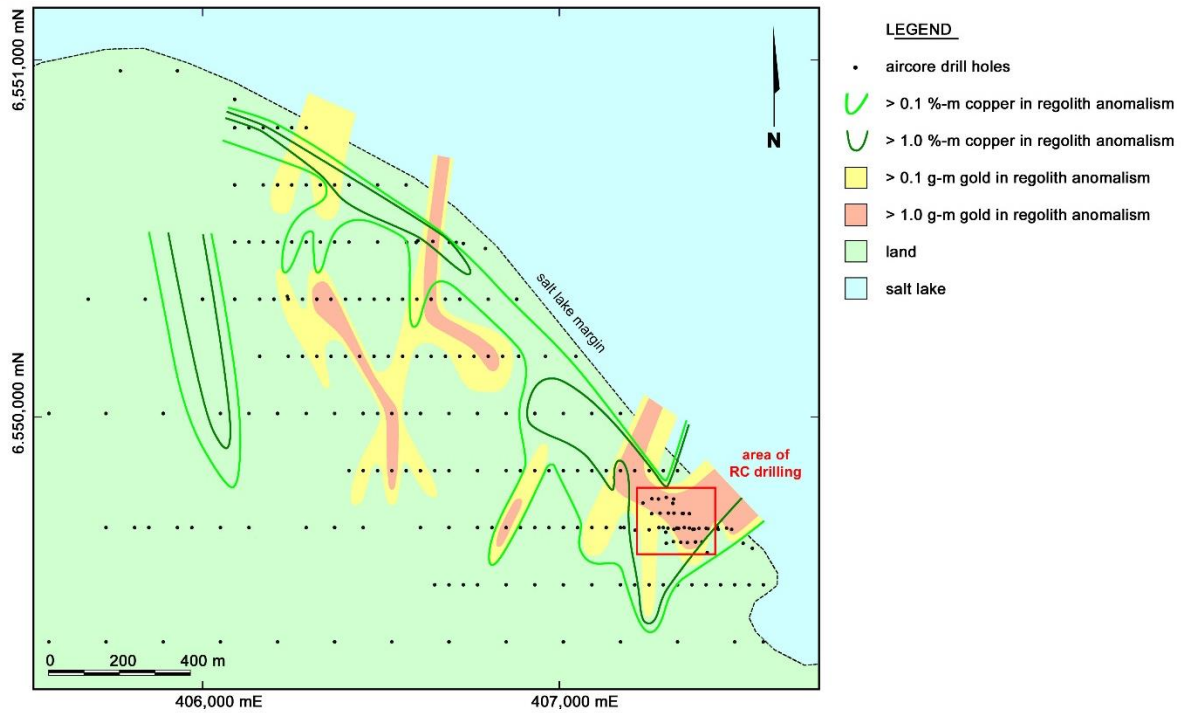 6,551,000 mN
6,550,000 mN
N
salt lake margin
area of
RC drilling
0 200 400 m
406,000 mE
407,000 mE
LEGEND
aircore drill holes
> 0.1 %-m copper in regolith anomalism
> 1.0 %-m copper in regolith anomalism
> 0.1 g-m gold in regolith anomalism
> 1.0 g-m gold in regolith anomalism
land
salt lake